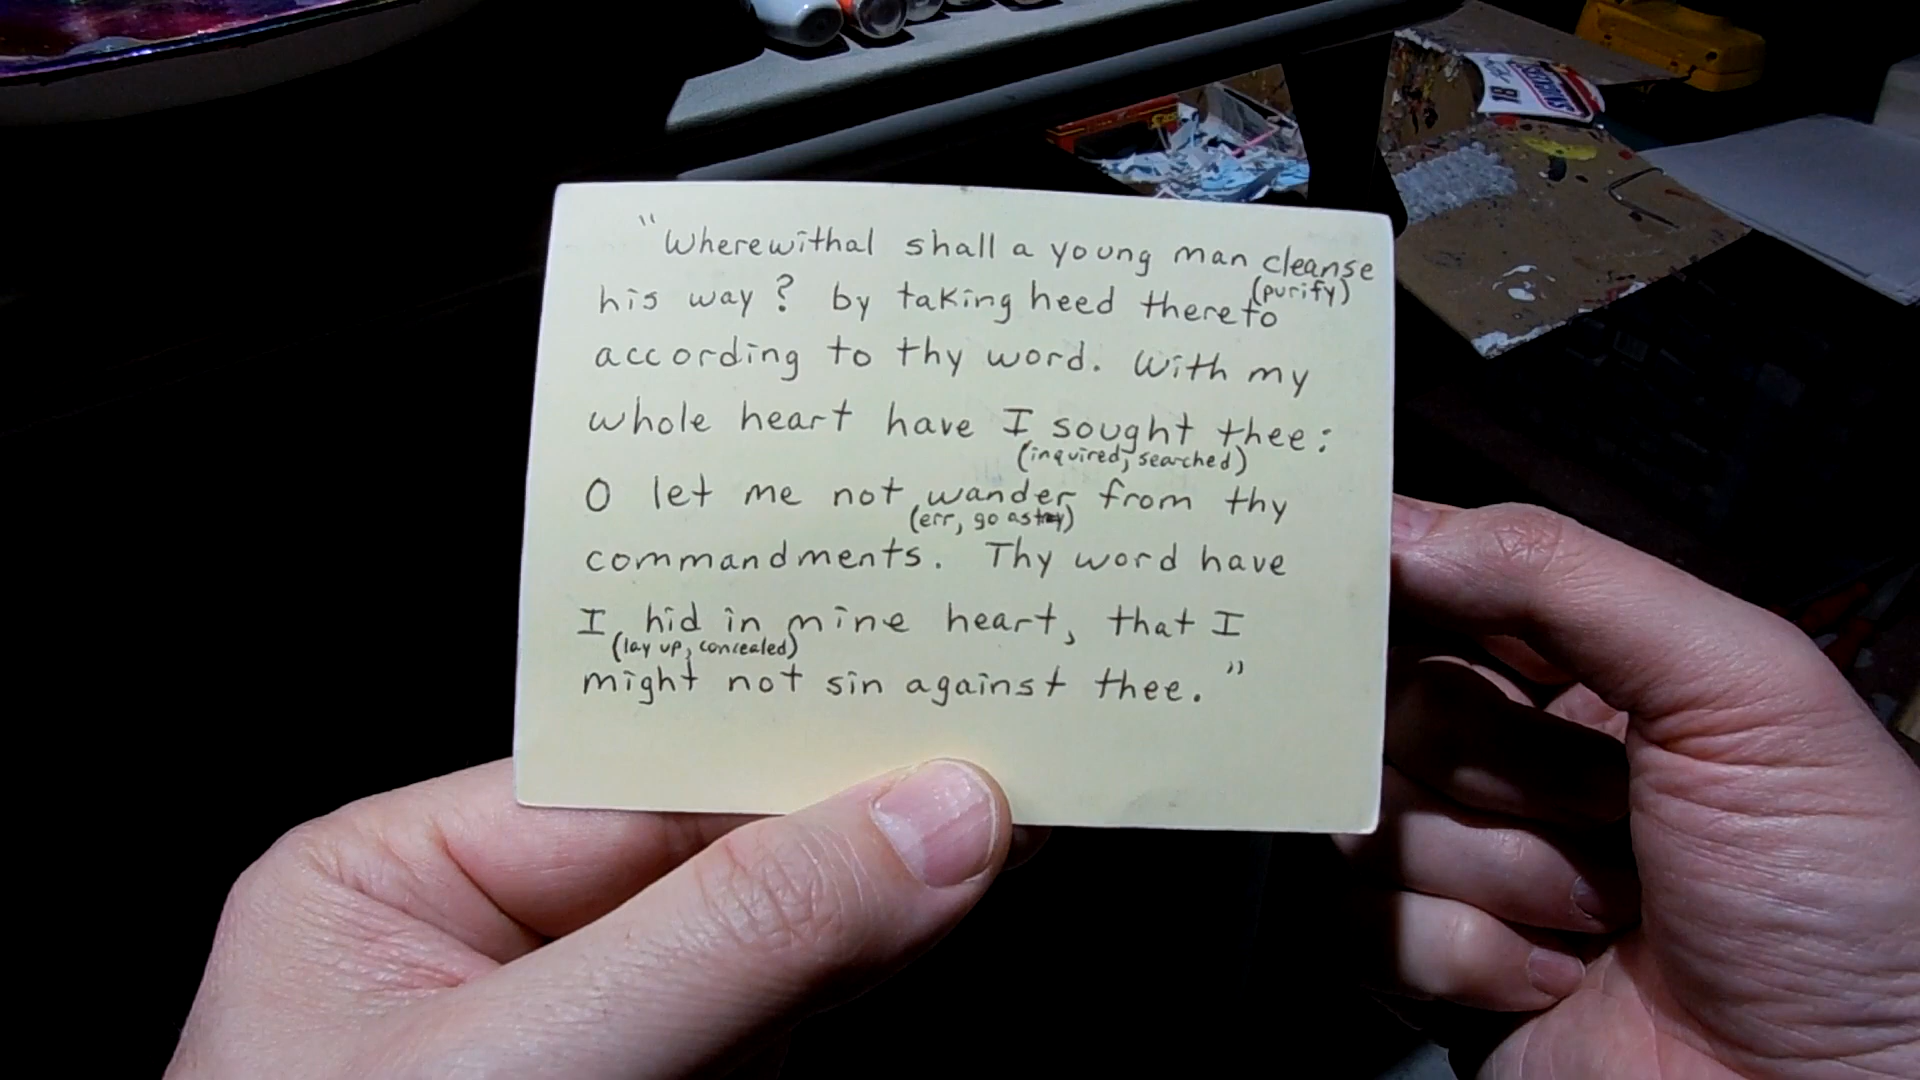 "Wherewithal shall a young man cleanse
(purify)
his way? by taking heed thereto
according to thy word. With my
whole heart have I sought thee:
(inquired, searched)
O let me not wander from thy
(err, go astray)
commandments. Thy word have
I hid in mine heart, that I
(lay up, concealed)
might not sin against thee."
18